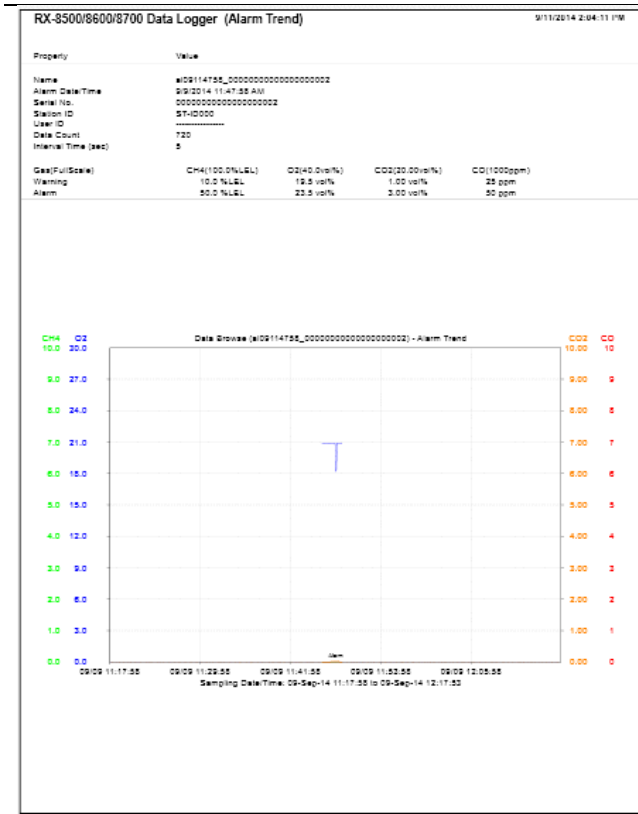 RX-8500/8600/8700 Data Logger (Alarm Trend) 9/11/2014 2:04:11 PM
Property Value
Name al09114758_00000000000000000002
Alarm Date/Time 9/9/2014 11:47:58 AM
Serial No. 00000000000000000002
Station ID ST-ID000
User ID ----------------
Data Count 720
Interval Time (sec) 5
Gas(FullScale) CH4(100.0%LEL) O2(40.0vol%) CO2(20.00vol%) CO(1000ppm)
Warning 10.0 %LEL 19.5 vol% 1.00 vol% 25 ppm
Alarm 50.0 %LEL 23.5 vol% 3.00 vol% 50 ppm
Data Browse (al09114758_00000000000000000002) - Alarm Trend
CH4 O2 CO2 CO
10.0 30.0 10.00 10
9.0 27.0 9.00 9
8.0 24.0 8.00 8
7.0 21.0 7.00 7
6.0 18.0 6.00 6
5.0 15.0 5.00 5
4.0 12.0 4.00 4
3.0 9.0 3.00 3
2.0 6.0 2.00 2
1.0 3.0 1.00 1
0.0 0.0 0.00 0
Alarm
09/09 11:17:58 09/09 11:29:58 09/09 11:41:58 09/09 11:53:58 09/09 12:05:58
Sampling Date/Time: 09-Sep-14 11:17:58 to 09-Sep-14 12:17:53